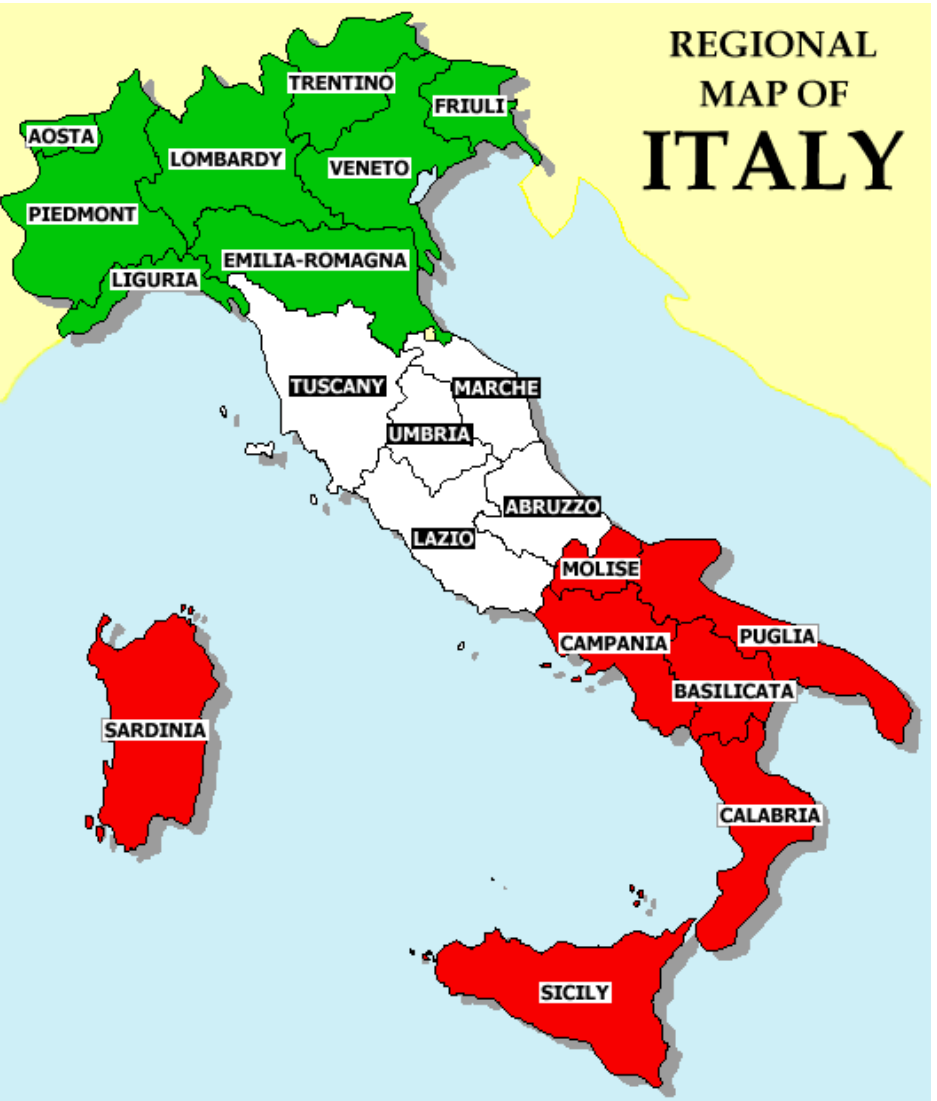 REGIONAL
MAP OF
ITALY
TRENTINO
FRIULI
AOSTA
LOMBARDY
VENETO
PIEDMONT
EMILIA-ROMAGNA
LIGURIA
TUSCANY
MARCHE
UMBRIA
ABRUZZO
LAZIO
MOLISE
PUGLIA
CAMPANIA
BASILICATA
SARDINIA
CALABRIA
SICILY